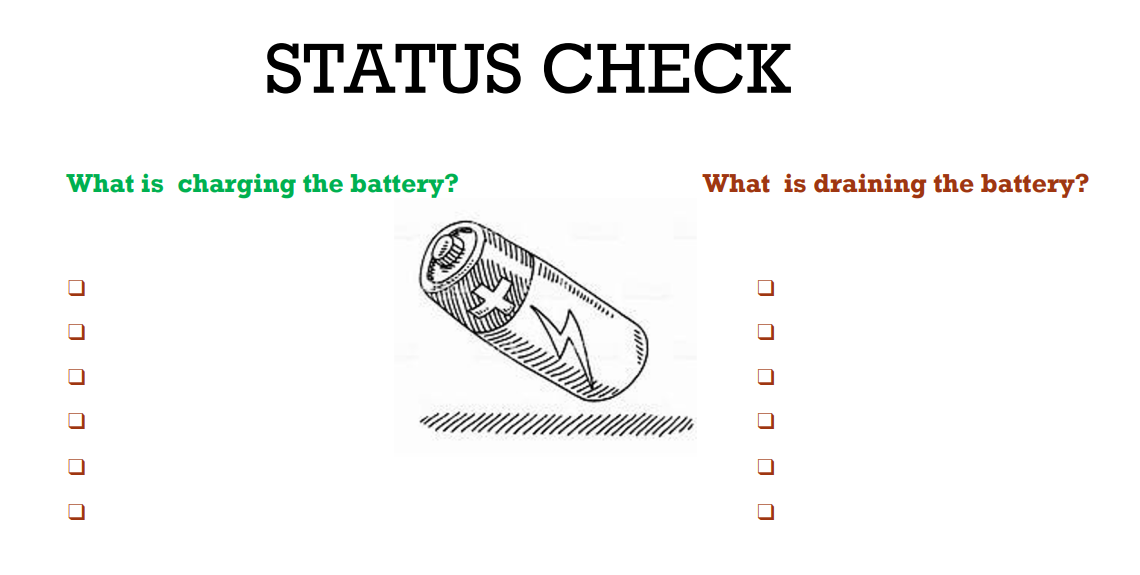 STATUS CHECK
What is charging the battery?
What is draining the battery?